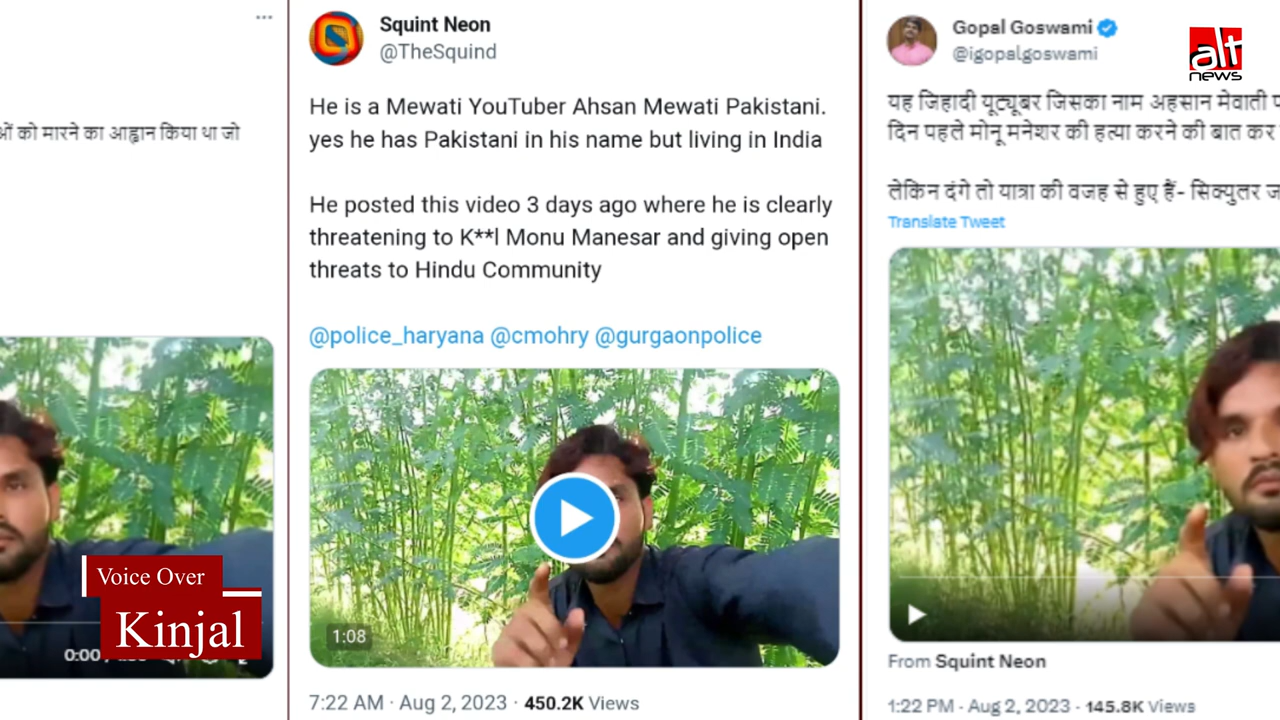 ...
ओं को मारने का आह्वान किया था जो
0:00
Voice Over
Kinjal
Squint Neon
@TheSquind
He is a Mewati YouTuber Ahsan Mewati Pakistani.
yes he has Pakistani in his name but living in India
He posted this video 3 days ago where he is clearly
threatening to K**l Monu Manesar and giving open
threats to Hindu Community
@police_haryana @cmohry @gurgaonpolice
1:08
7:22 AM · Aug 2, 2023 · 450.2K Views
Gopal Goswami
@igopalgoswami
alt
news
यह जिहादी यूट्यूबर जिसका नाम अहसान मेवाती
दिन पहले मोनू मनेशर की हत्या करने की बात कर
लेकिन दंगे तो यात्रा की वजह से हुए हैं- सिक्युलर
Translate Tweet
From Squint Neon
1:22 PM · Aug 2, 2023 · 145.8K Views